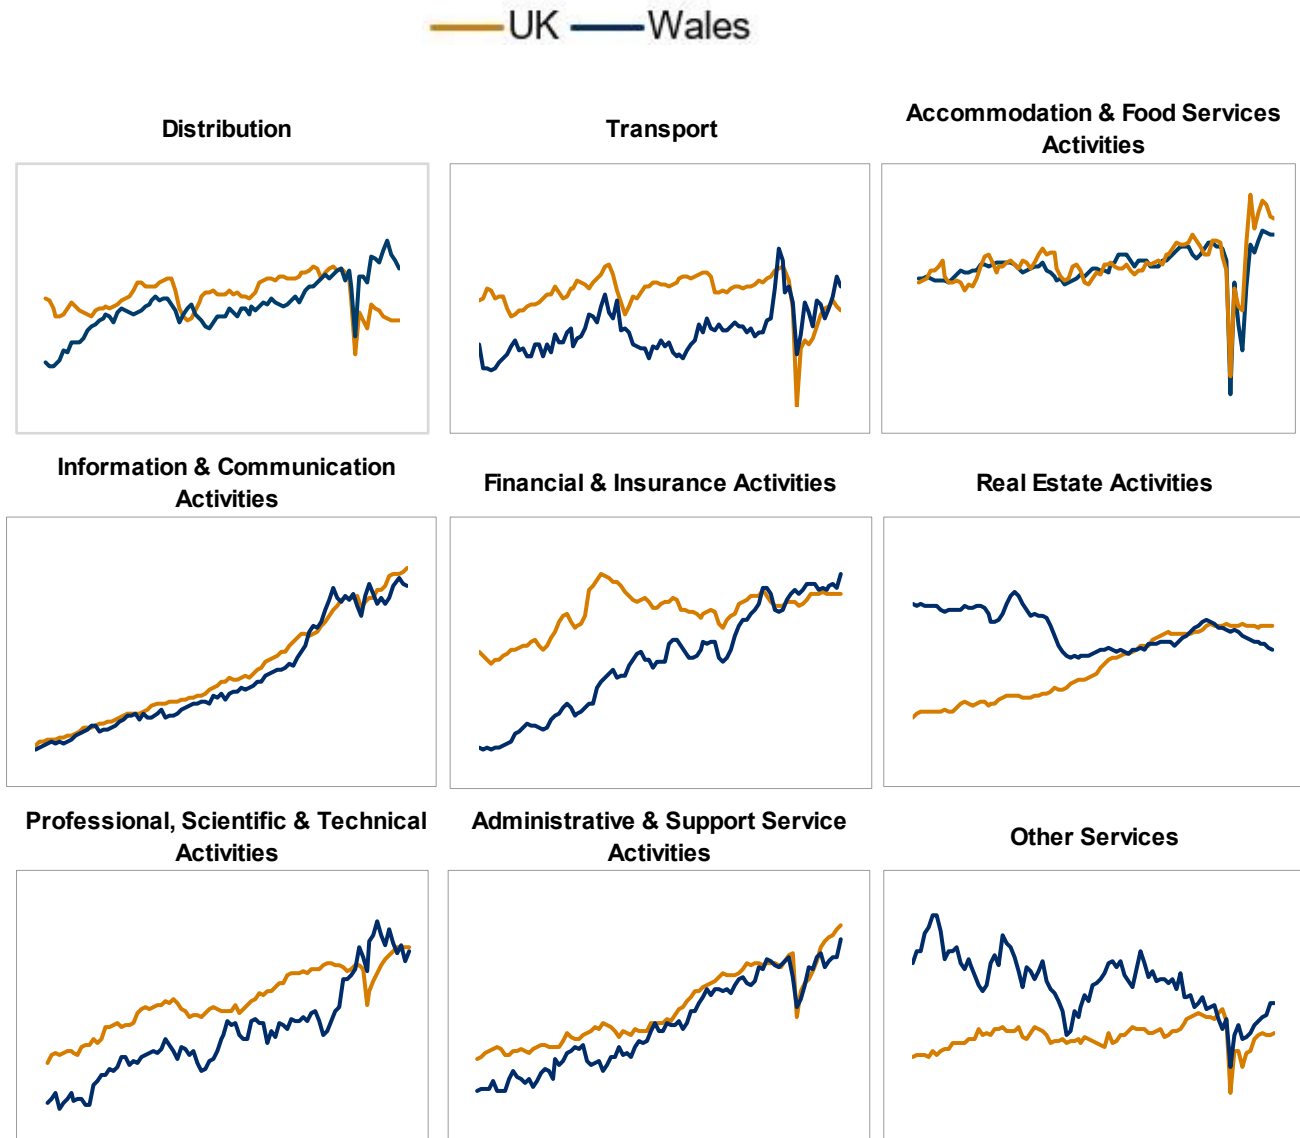 UK Wales
Distribution
Transport
Accommodation & Food Services
Activities
Information & Communication
Activities
Financial & Insurance Activities
Real Estate Activities
Professional, Scientific & Technical
Activities
Administrative & Support Service
Activities
Other Services